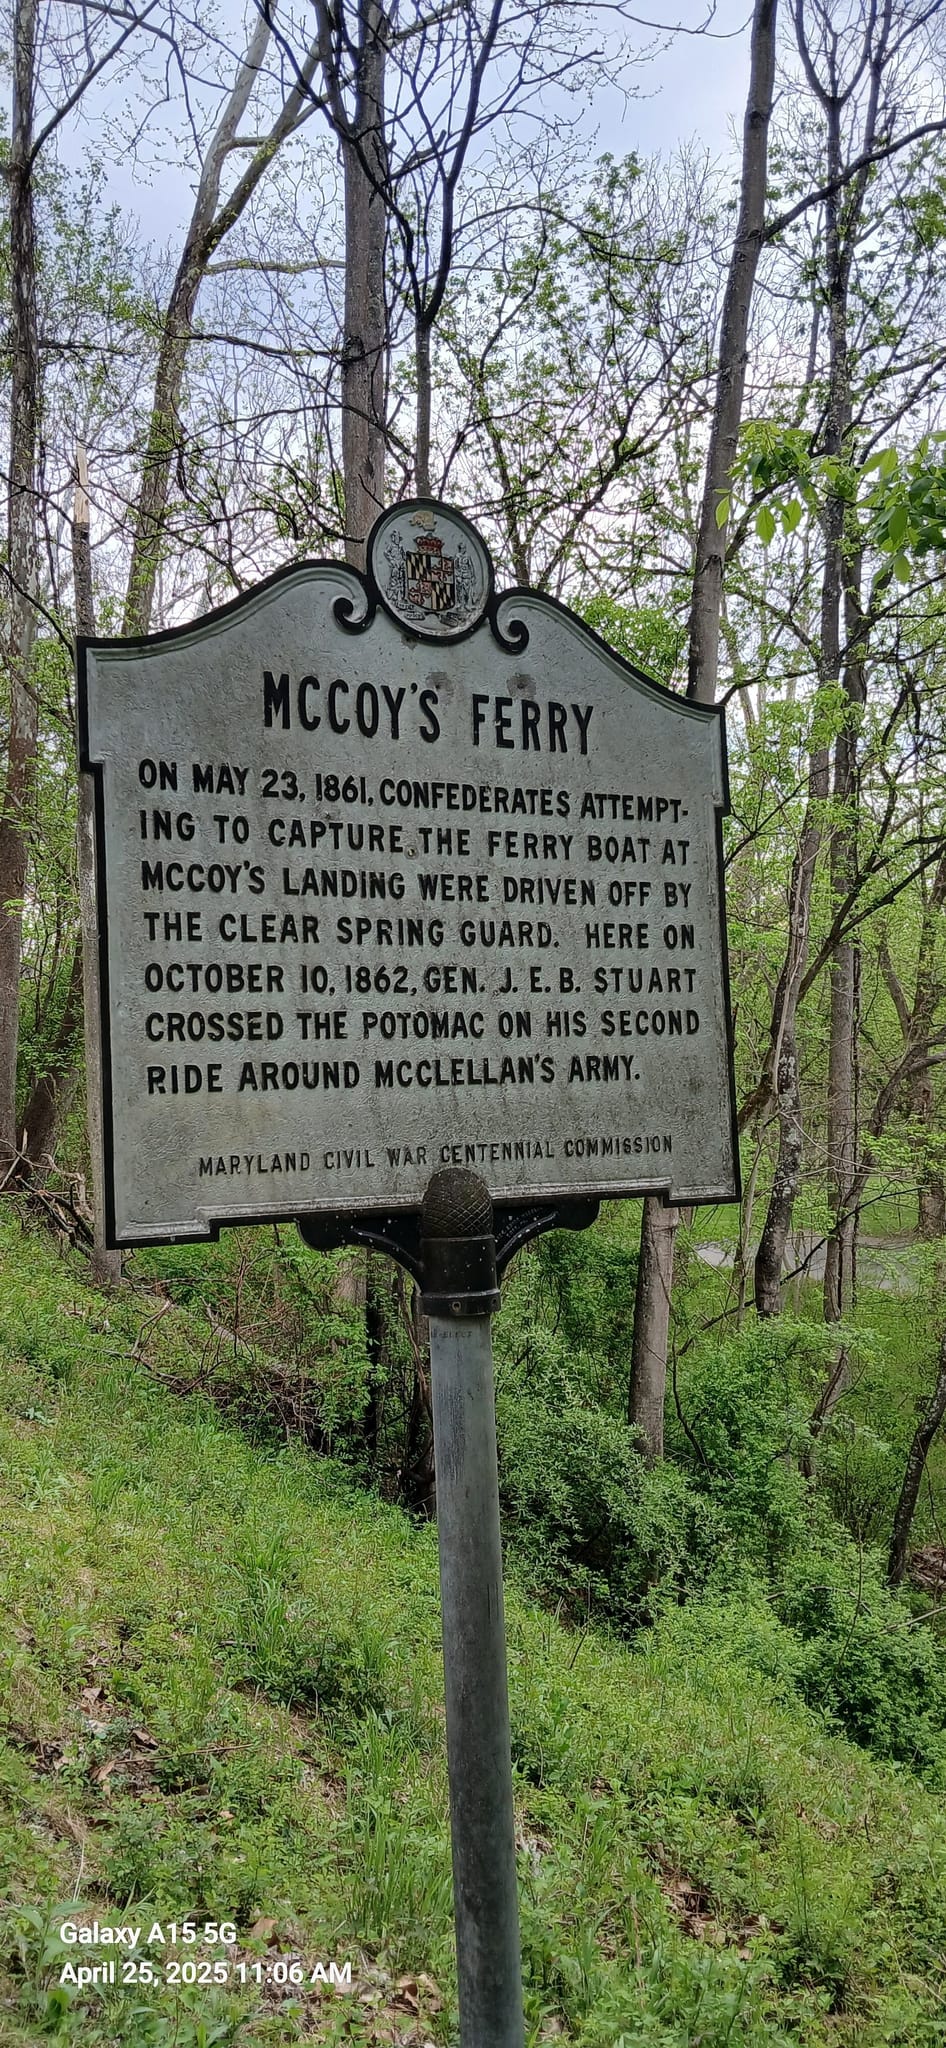 MCCOY'S FERRY
ON MAY 23, 1861, CONFEDERATES ATTEMPT-
ING TO CAPTURE THE FERRY BOAT AT
MCCOY'S LANDING WERE DRIVEN OFF BY
THE CLEAR SPRING GUARD. HERE ON
OCTOBER 10, 1862, GEN. J. E. B. STUART
CROSSED THE POTOMAC ON HIS SECOND
RIDE AROUND MCCLELLAN'S ARMY.
MARYLAND CIVIL WAR CENTENNIAL COMMISSION
Galaxy A15 5G
April 25, 2025 11:06 AM